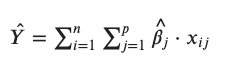 Ŷ = ∑ⁿᵢ₌₁ ∑ᵖⱼ₌₁ β̂ⱼ · xᵢⱼ